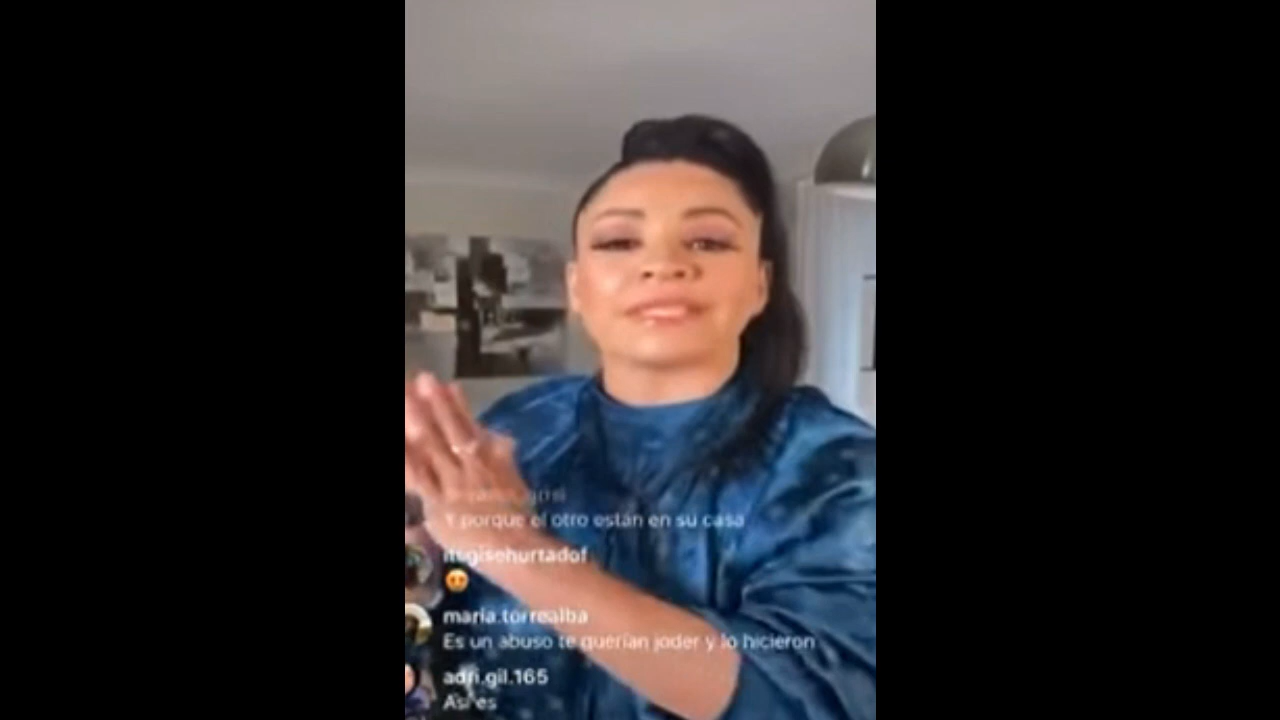 Y porque el otro están en su casa
itsgisehurtadof
maria.torrealba
Es un abuso te querían joder y lo hicieron
adri.gil.165
Asi es